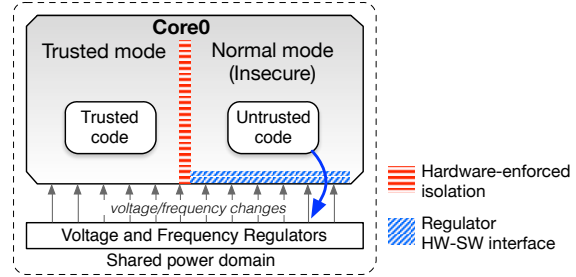 Core0
Trusted mode
Normal mode
(Insecure)
Trusted
code
Untrusted
code
voltage/frequency changes
Voltage and Frequency Regulators
Shared power domain
Hardware-enforced
isolation
Regulator
HW-SW interface